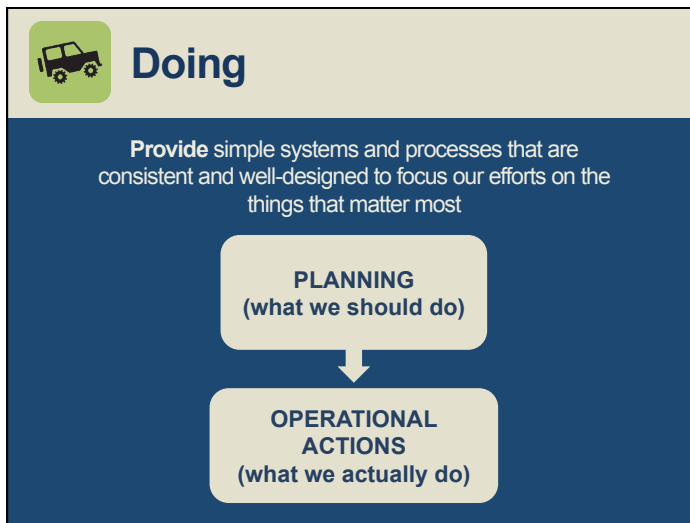 Doing
Provide simple systems and processes that are
consistent and well-designed to focus our efforts on the
things that matter most
PLANNING
(what we should do)
OPERATIONAL
ACTIONS
(what we actually do)